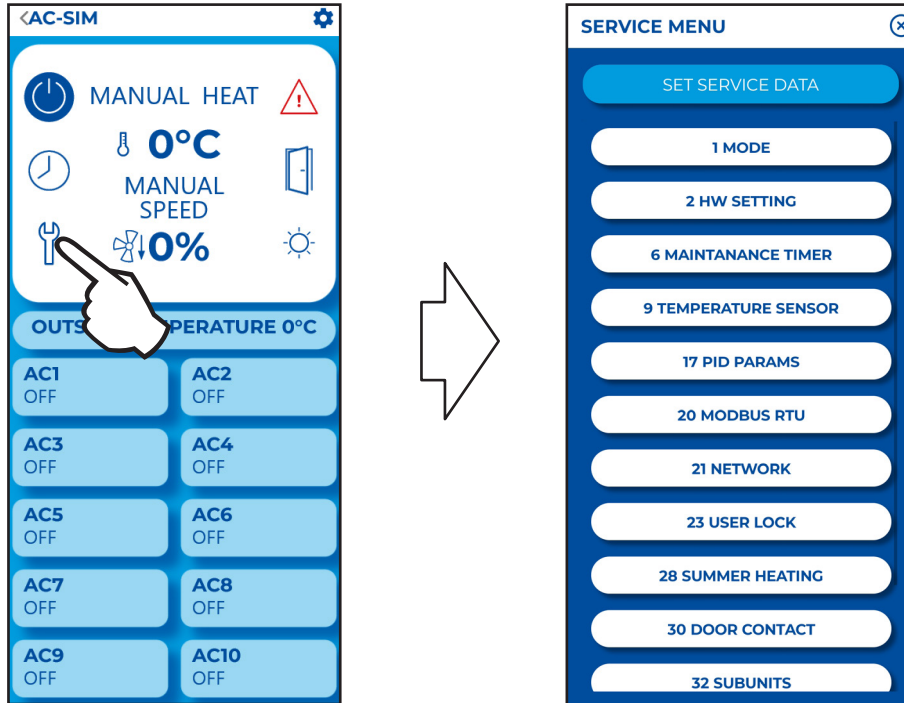 <AC-SIM
MANUAL HEAT
0°C
MANUAL
SPEED
0%
OUTS PERATURE 0°C
AC1
OFF
AC2
OFF
AC3
OFF
AC4
OFF
AC5
OFF
AC6
OFF
AC7
OFF
AC8
OFF
AC9
OFF
AC10
OFF
SERVICE MENU
SET SERVICE DATA
1 MODE
2 HW SETTING
6 MAINTANANCE TIMER
9 TEMPERATURE SENSOR
17 PID PARAMS
20 MODBUS RTU
21 NETWORK
23 USER LOCK
28 SUMMER HEATING
30 DOOR CONTACT
32 SUBUNITS